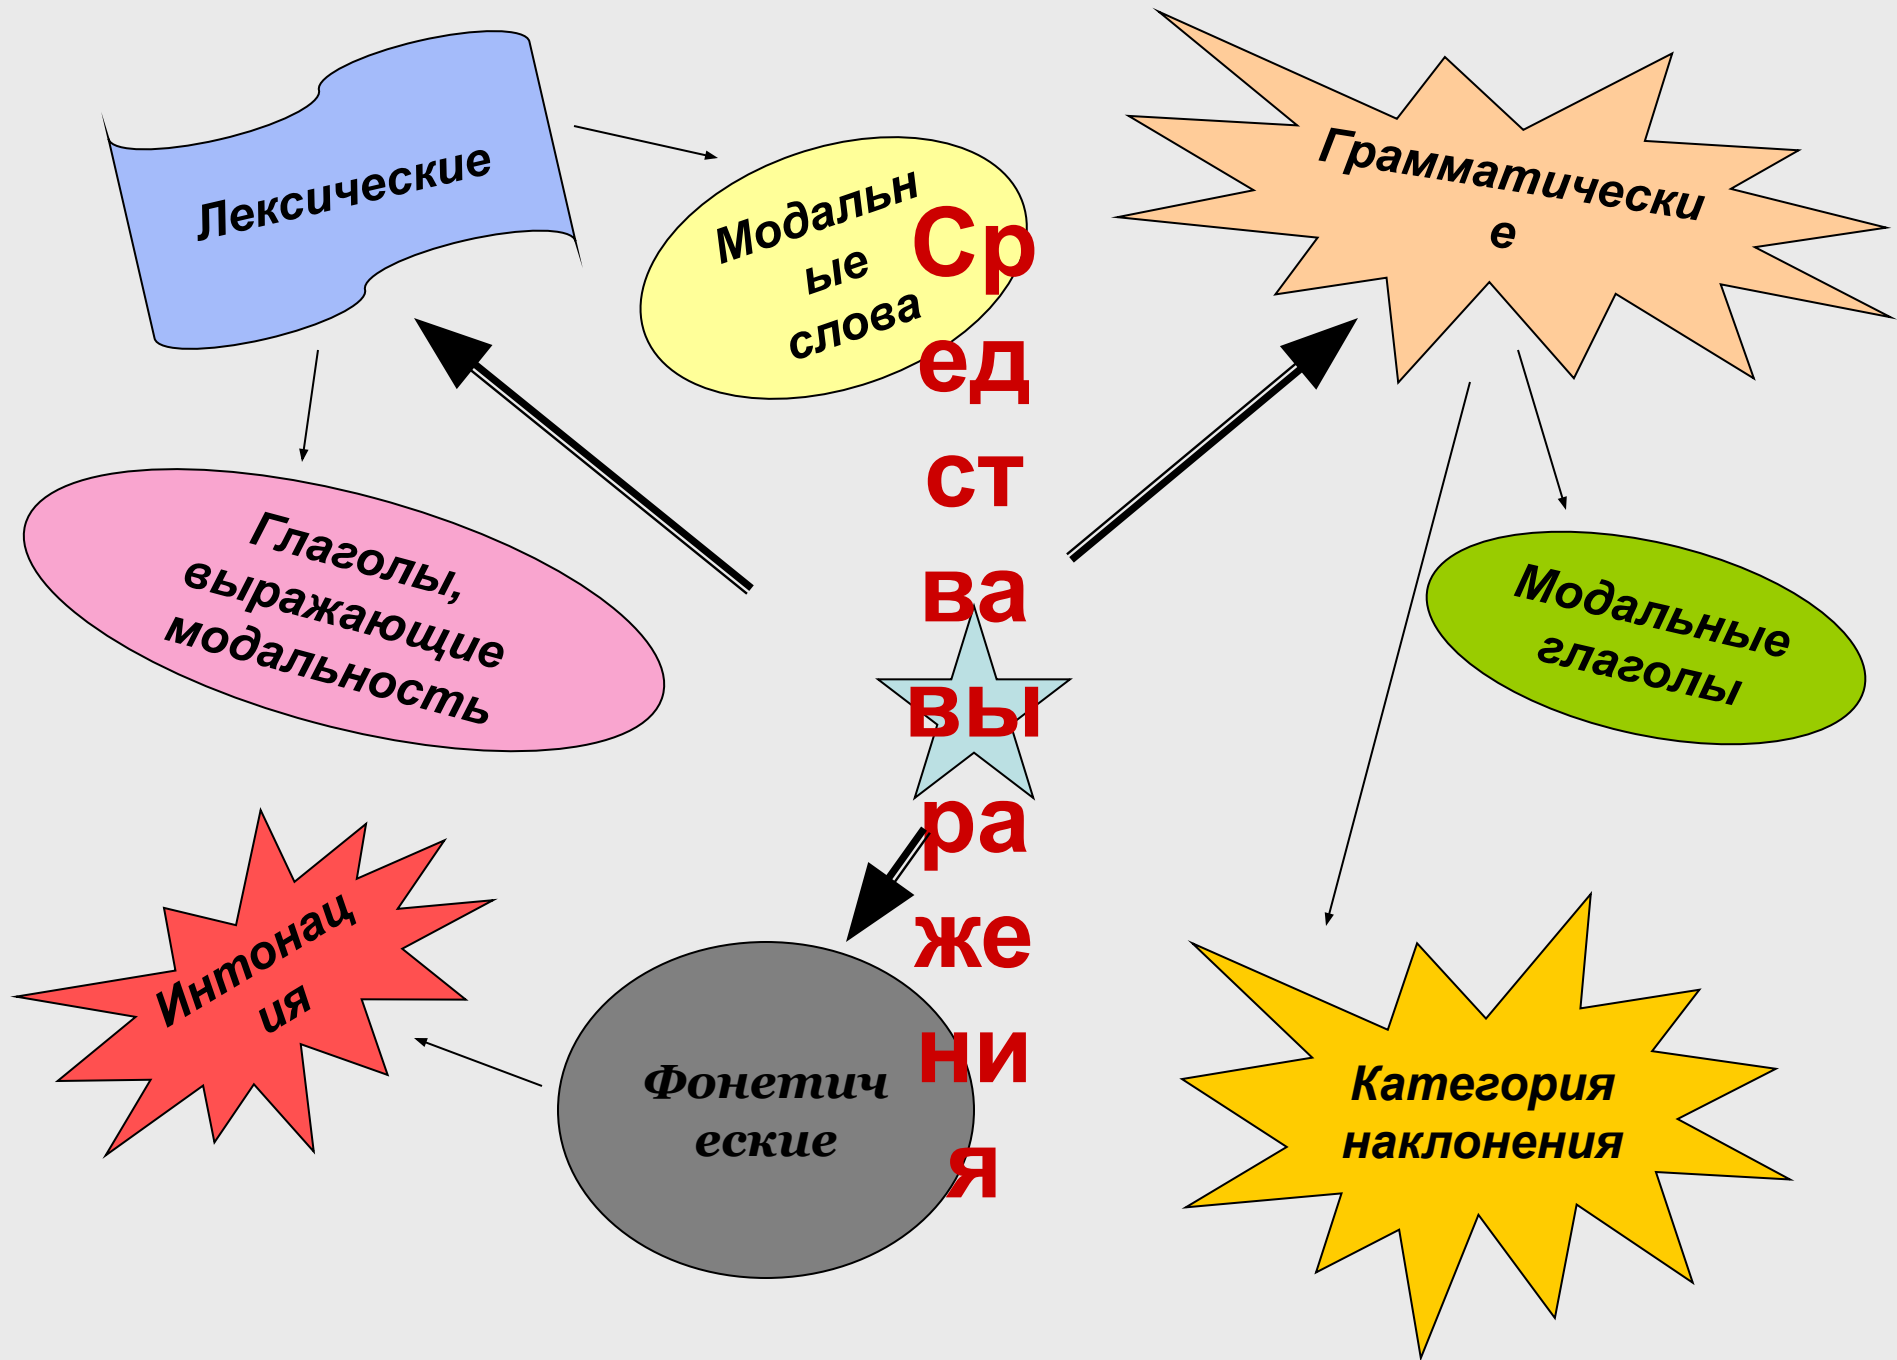 Лексические
Модальн
ые
слова
Грамматически
е
Ср
ед
ст
ва
вы
ра
же
ни
я
Глаголы,
выражающие
модальность
Модальные
глаголы
Интонац
ия
Фонетич
еские
Категория
наклонения